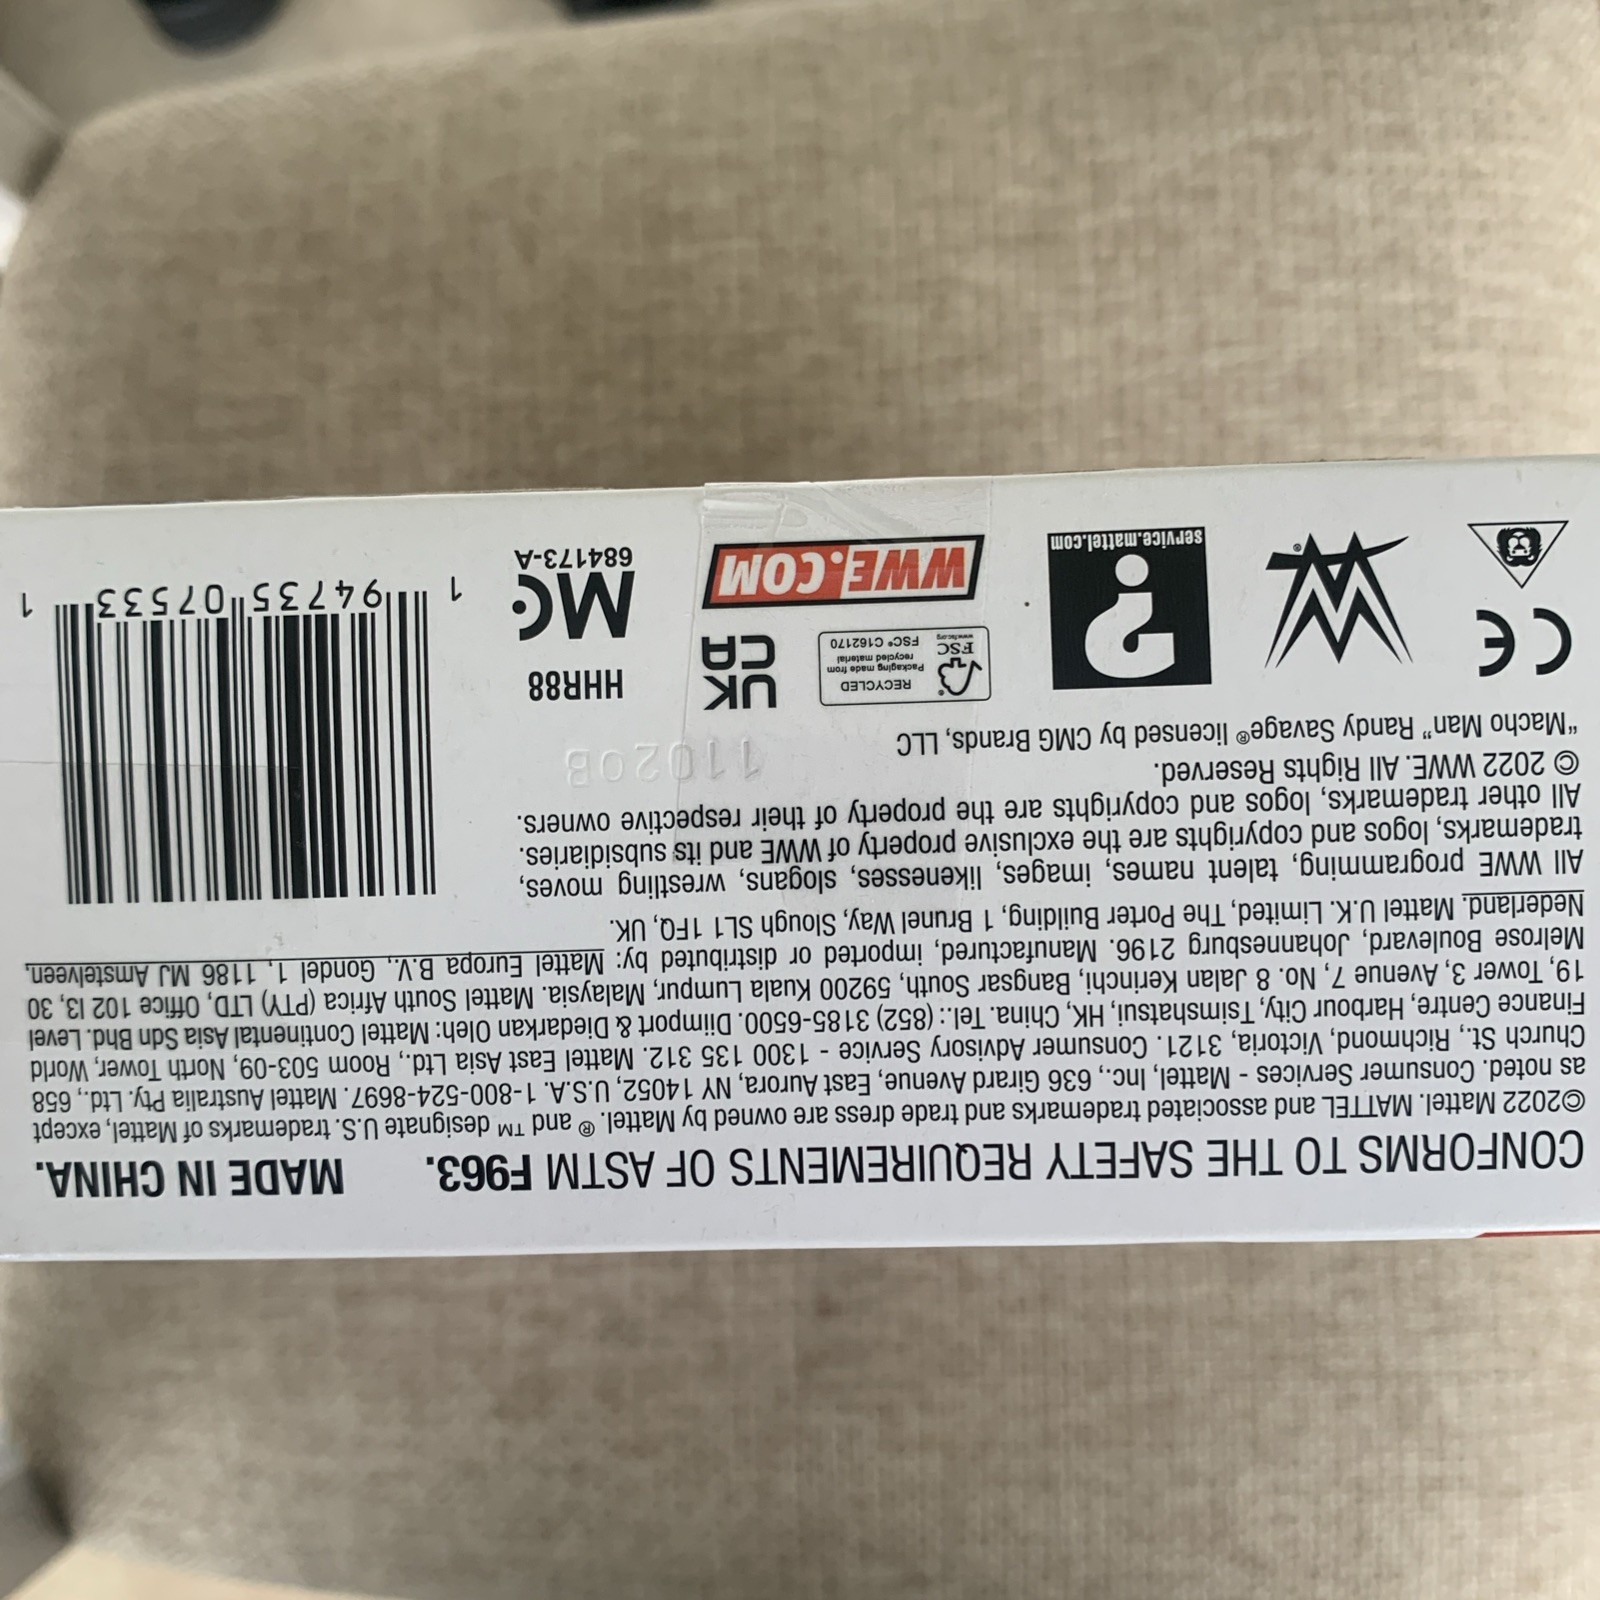 CONFORMS TO THE SAFETY REQUIREMENTS OF ASTM F963. MADE IN CHINA.
©2022 Mattel. MATTEL and associated trademarks and trade dress are owned by Mattel. ® and ™ designate U.S. trademarks of Mattel, except
as noted. Consumer Services - Mattel, Inc., 636 Girard Avenue, East Aurora, NY 14052, U.S.A. 1-800-524-8697. Mattel Australia Pty. Ltd., 658
Church St., Richmond, Victoria, 3121. Consumer Advisory Service - 1300 135 312. Mattel East Asia Ltd., Room 503-09, North Tower, World
Finance Centre, Harbour City, Tsimshatsui, HK, China. Tel.: (852) 3185-6500. Diimport & Diedarkan Oleh: Mattel Continental Asia Sdn Bhd. Level
19, Tower 3, Avenue 7, No. 8 Jalan Kerinchi, Bangsar South, 59200 Kuala Lumpur, Malaysia. Mattel South Africa (PTY) LTD, Office 102 I3, 30
Melrose Boulevard, Johannesburg 2196. Manufactured, imported or distributed by: Mattel Europa B.V., Gondel 1, 1186 MJ Amstelveen,
Nederland. Mattel U.K. Limited, The Porter Building, 1 Brunel Way, Slough SL1 1FQ, UK.
All WWE programming, talent names, images, likenesses, slogans, wrestling moves,
trademarks, logos and copyrights are the exclusive property of WWE and its subsidiaries.
All other trademarks, logos and copyrights are the property of their respective owners.
© 2022 WWE. All Rights Reserved.
"Macho Man" Randy Savage® licensed by CMG Brands, LLC
11020B
CE
W®
service.mattel.com
RECYCLED
Packaging made from
recycled material
FSC® C162170
FSC
www.fsc.org
UK
CA
WWE.COM
HHR88
MC
684173-A
1 94735 07533 1